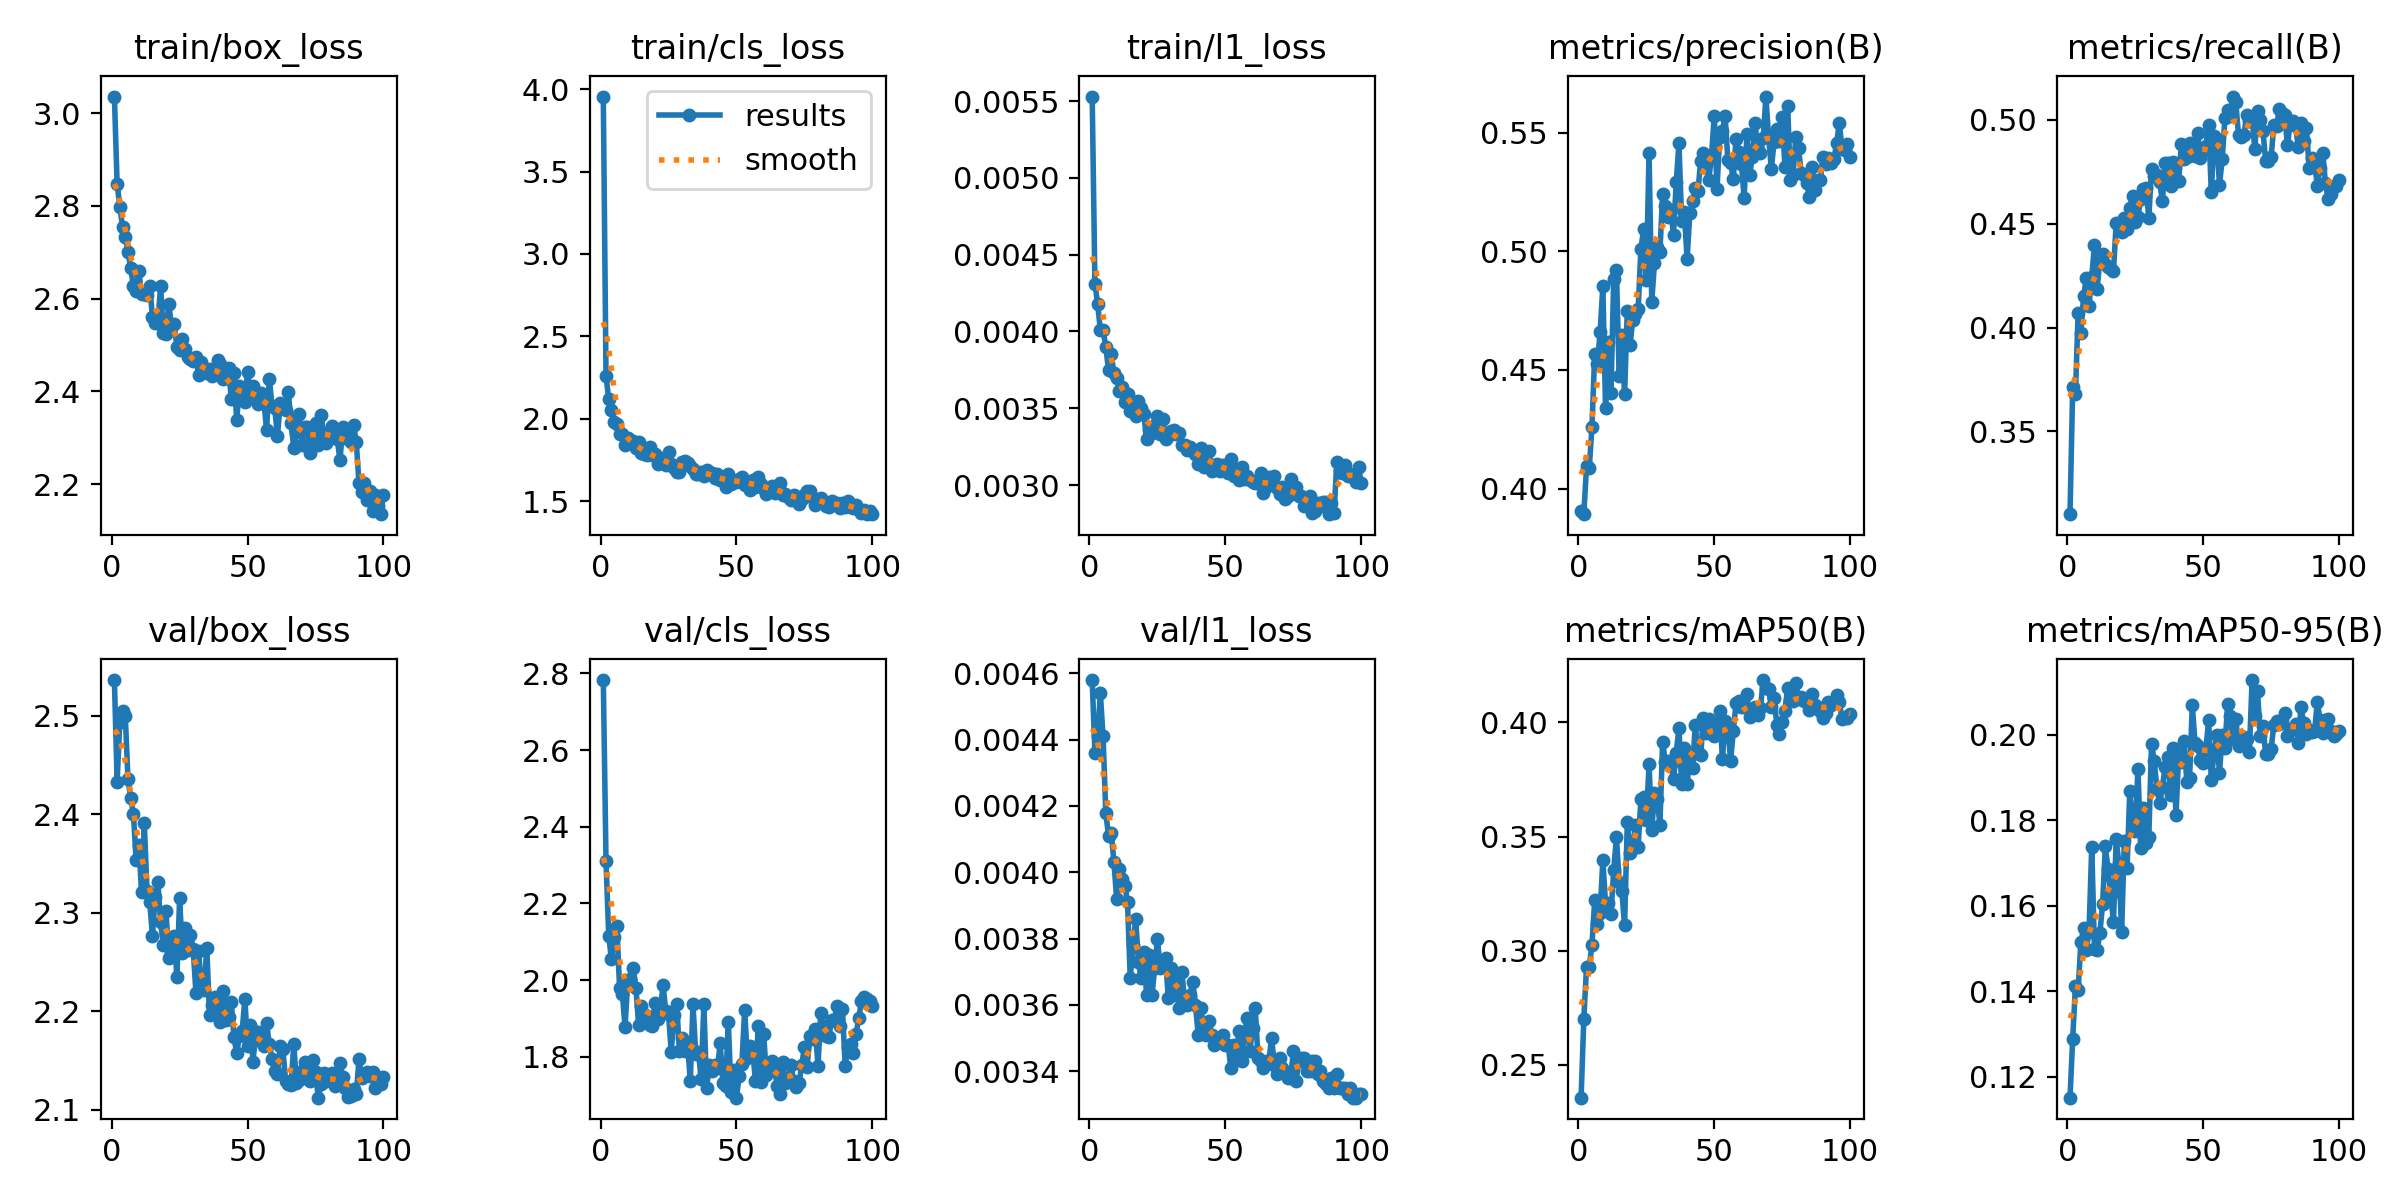 train/box_loss
3.0
2.8
2.6
2.4
2.2
0 50 100
train/cls_loss
4.0
3.5
3.0
2.5
2.0
1.5
0 50 100
results
smooth
train/l1_loss
0.0055
0.0050
0.0045
0.0040
0.0035
0.0030
0 50 100
metrics/precision(B)
0.55
0.50
0.45
0.40
0 50 100
metrics/recall(B)
0.50
0.45
0.40
0.35
0 50 100
val/box_loss
2.5
2.4
2.3
2.2
2.1
0 50 100
val/cls_loss
2.8
2.6
2.4
2.2
2.0
1.8
0 50 100
val/l1_loss
0.0046
0.0044
0.0042
0.0040
0.0038
0.0036
0.0034
0 50 100
metrics/mAP50(B)
0.40
0.35
0.30
0.25
0 50 100
metrics/mAP50-95(B)
0.20
0.18
0.16
0.14
0.12
0 50 100